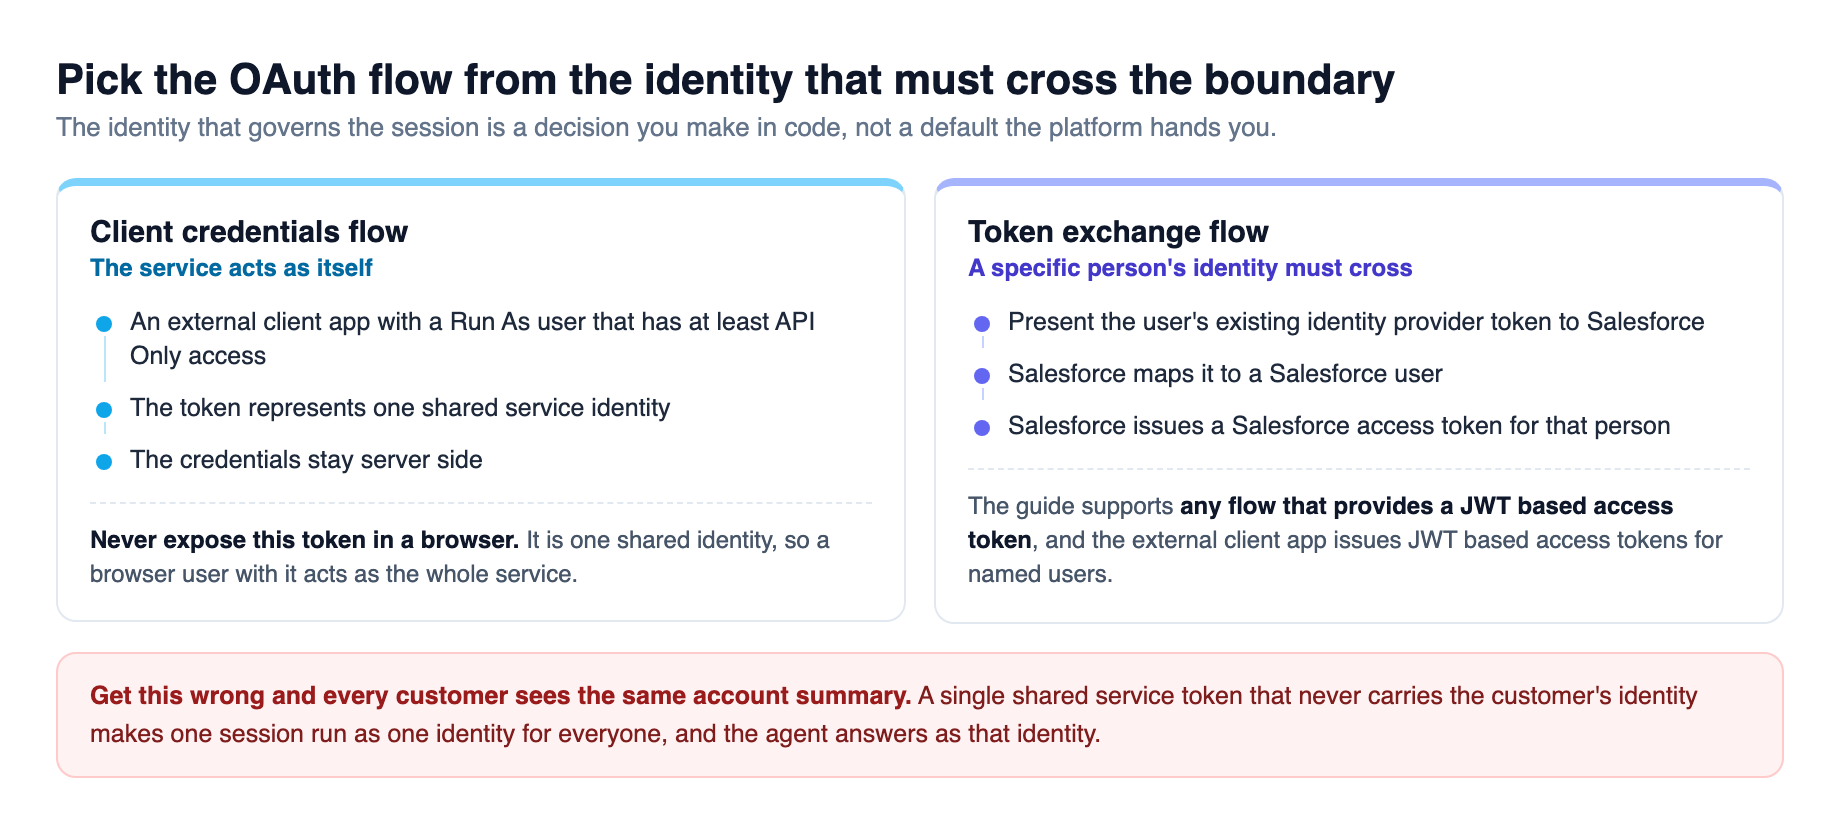 Pick the OAuth flow from the identity that must cross the boundary
The identity that governs the session is a decision you make in code, not a default the platform hands you.
Client credentials flow
The service acts as itself
An external client app with a Run As user that has at least API
Only access
The token represents one shared service identity
The credentials stay server side
Never expose this token in a browser. It is one shared identity, so a
browser user with it acts as the whole service.
Token exchange flow
A specific person's identity must cross
Present the user's existing identity provider token to Salesforce
Salesforce maps it to a Salesforce user
Salesforce issues a Salesforce access token for that person
The guide supports any flow that provides a JWT based access
token, and the external client app issues JWT based access tokens for
named users.
Get this wrong and every customer sees the same account summary. A single shared service token that never carries the customer's identity
makes one session run as one identity for everyone, and the agent answers as that identity.